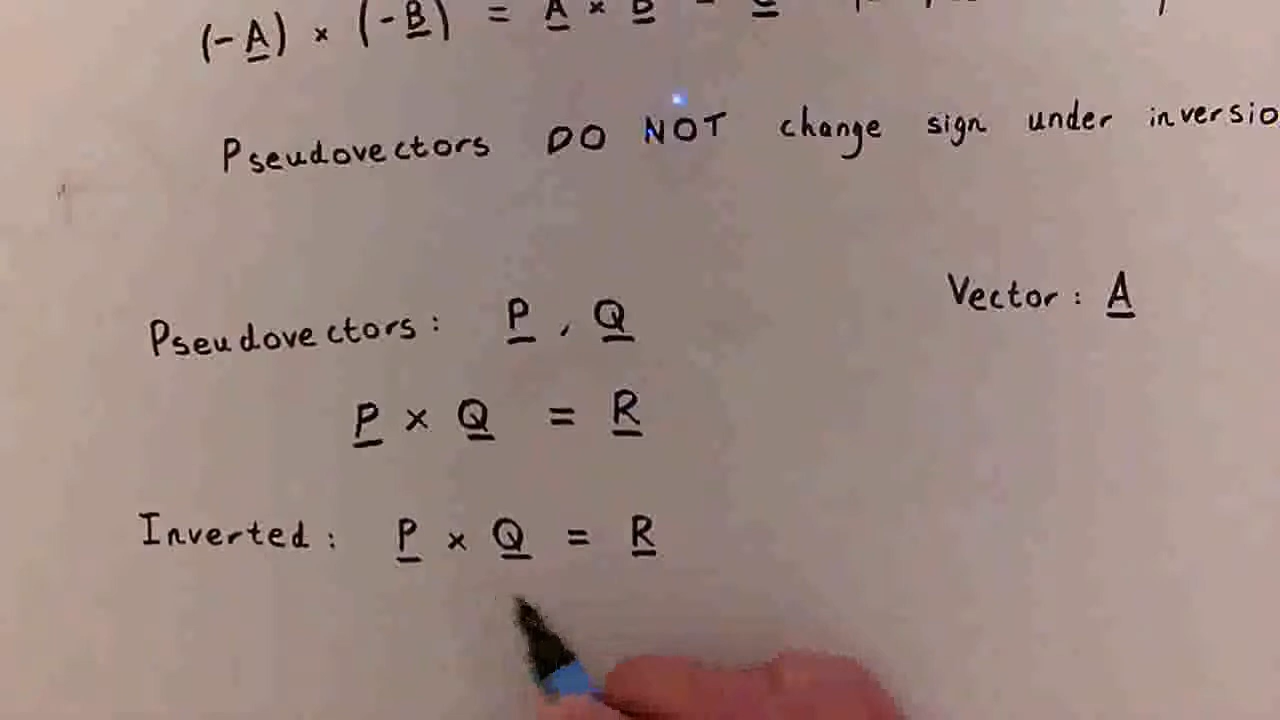 (-A) × (-B) = A × B = C
Pseudovectors DO NOT change sign under inversio
Vector: A
Pseudovectors: P, Q
P × Q = R
Inverted: P × Q = R